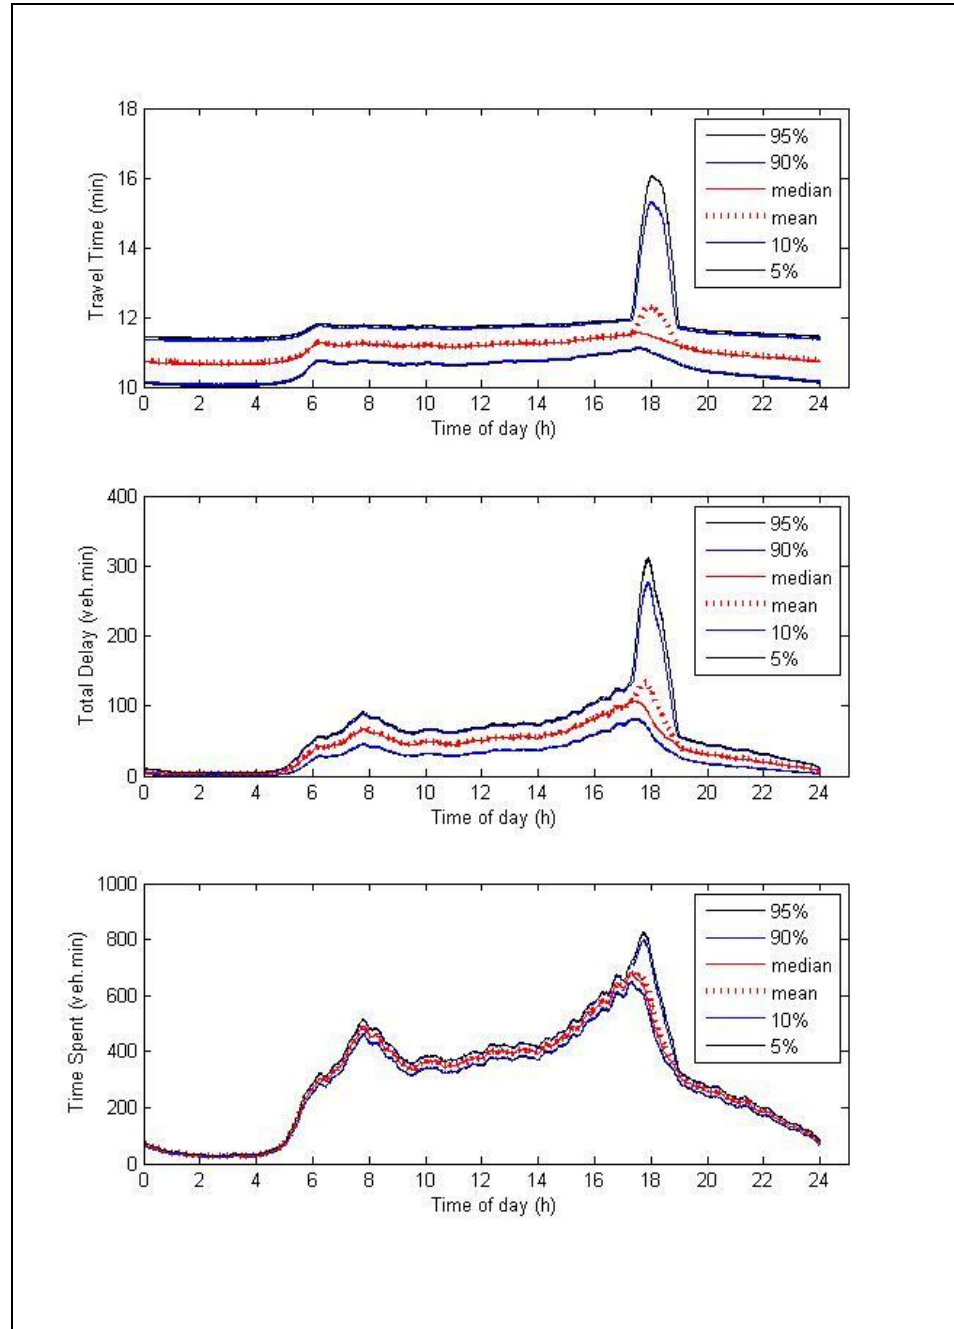 18
16
14
12
10
Travel Time (min)
0 2 4 6 8 10 12 14 16 18 20 22 24
Time of day (h)
95%
90%
median
mean
10%
5%
400
300
200
100
0
Total Delay (veh.min)
0 2 4 6 8 10 12 14 16 18 20 22 24
Time of day (h)
95%
90%
median
mean
10%
5%
1000
800
600
400
200
0
Time Spent (veh.min)
0 2 4 6 8 10 12 14 16 18 20 22 24
Time of day (h)
95%
90%
median
mean
10%
5%